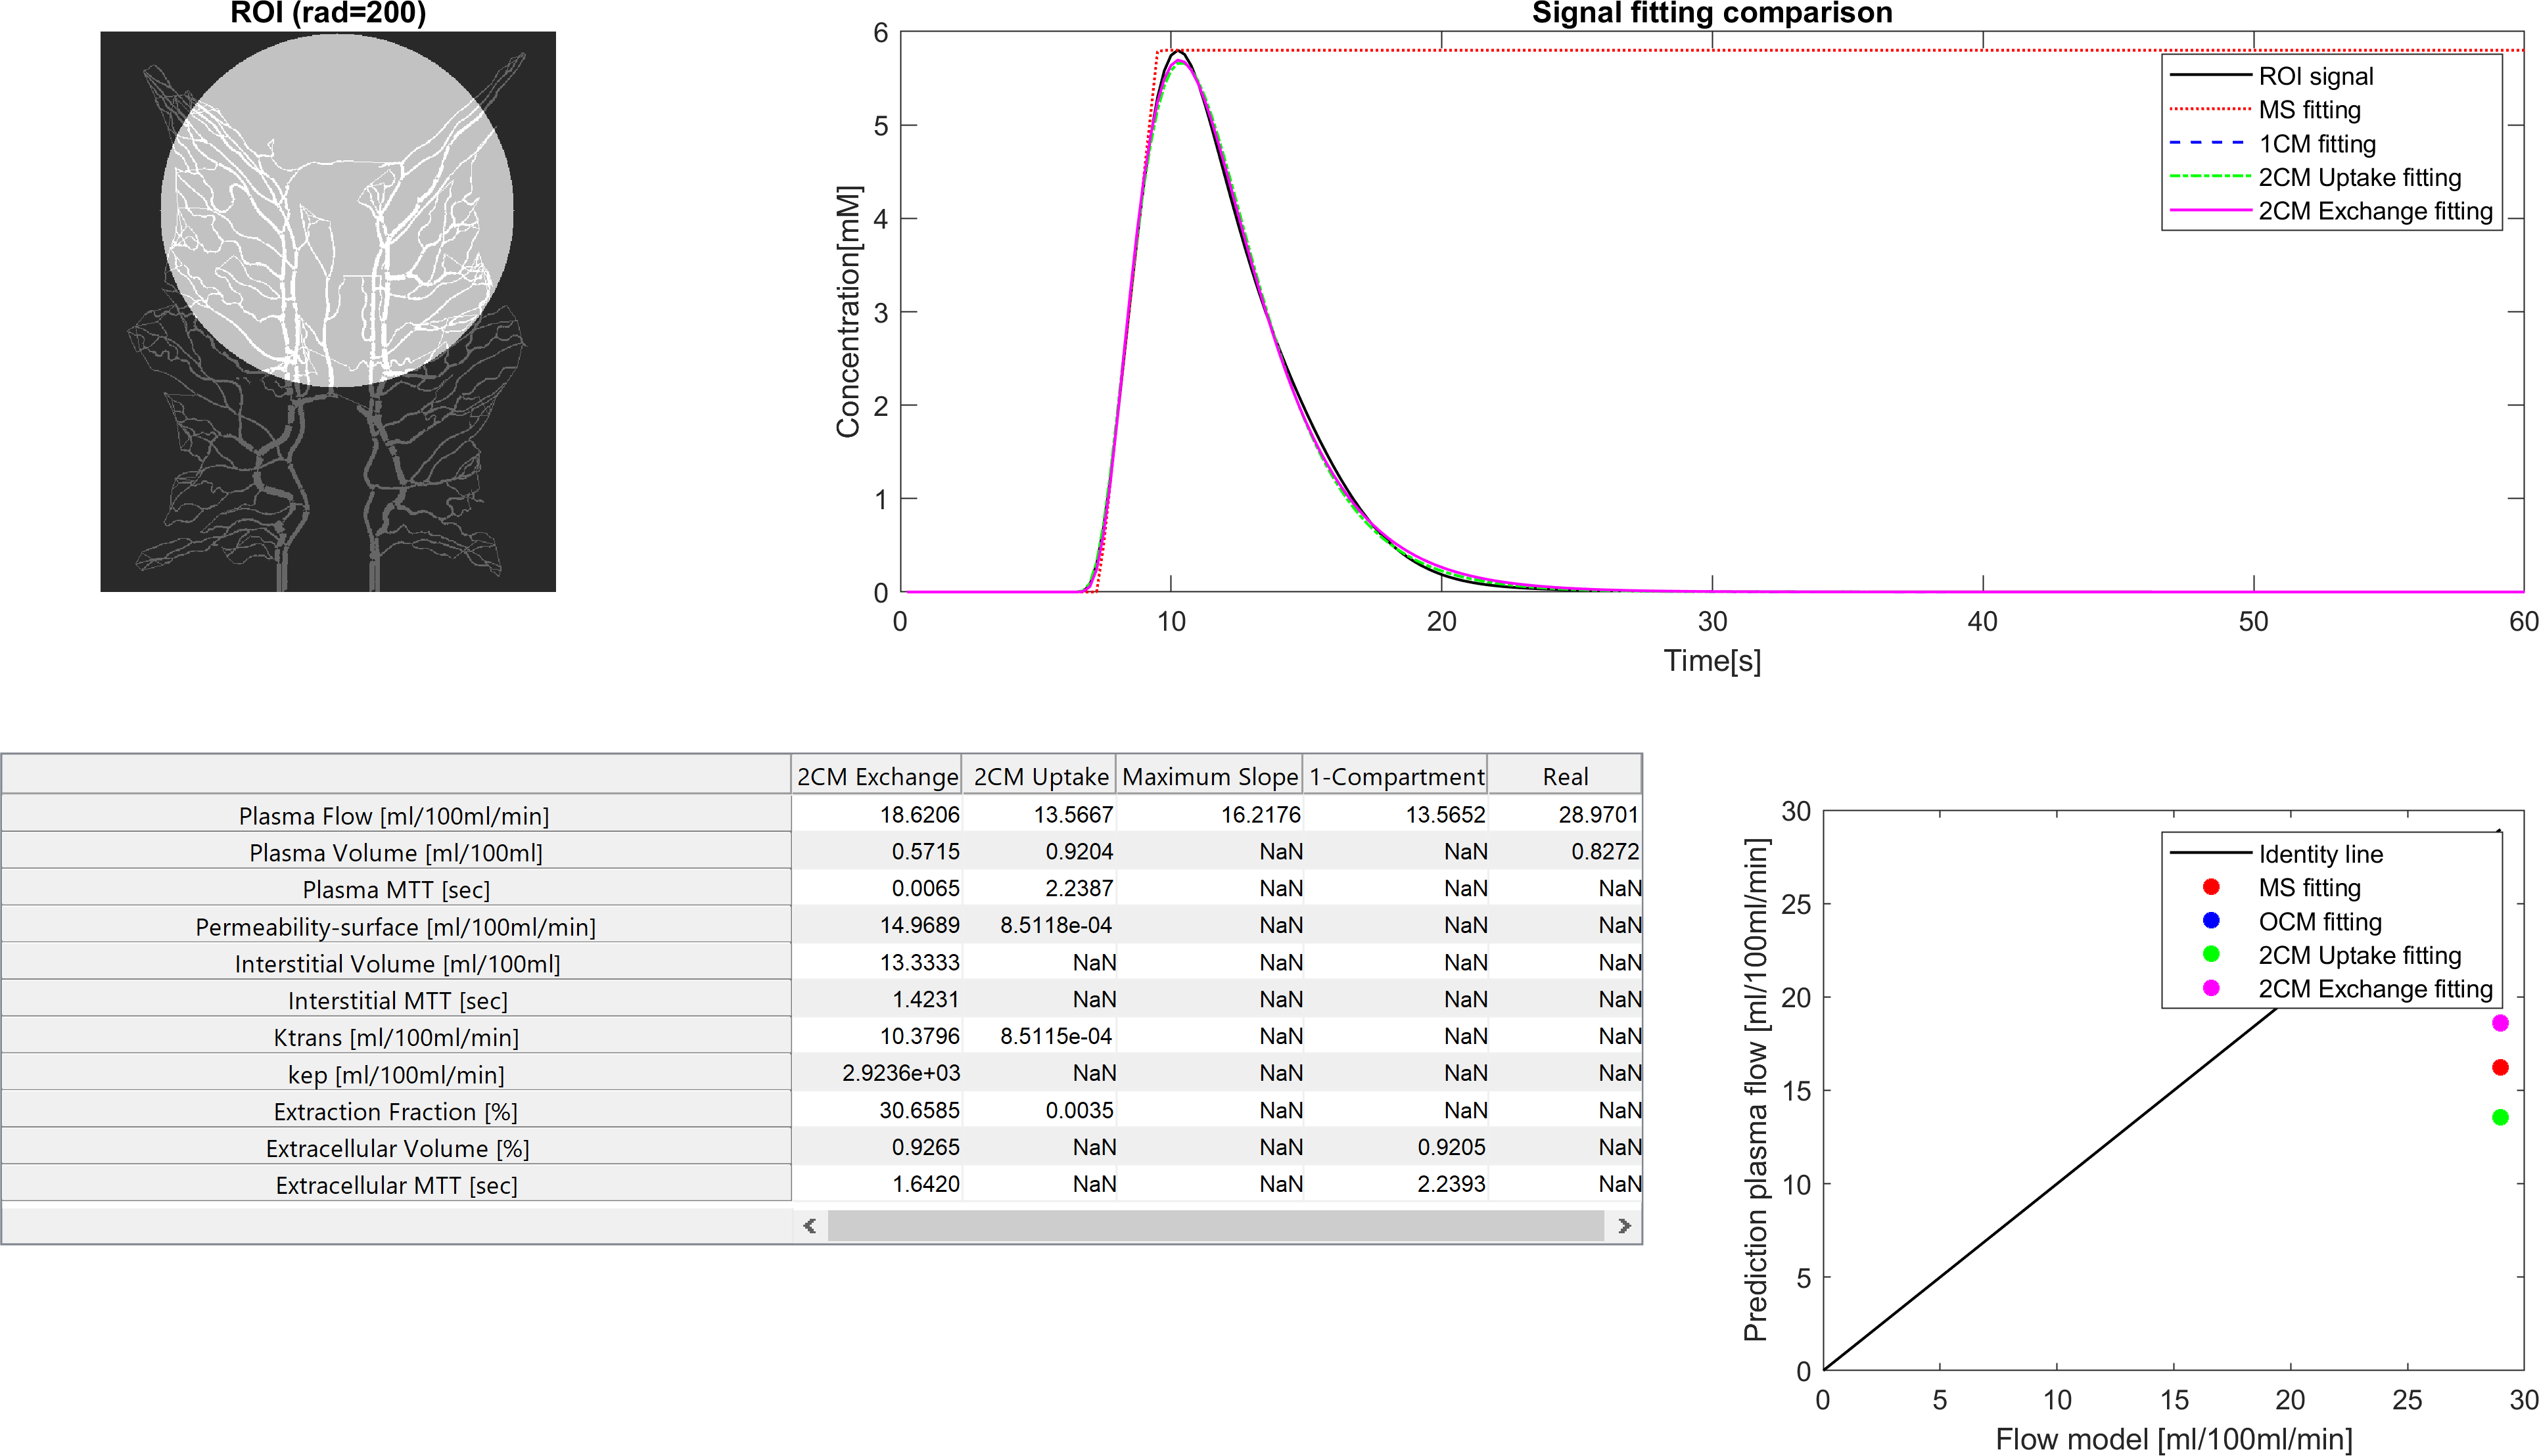 ROI (rad=200)
Signal fitting comparison
Concentration[mM]
6
5
4
3
2
1
0
0 10 20 30 40 50 60
Time[s]
ROI signal
MS fitting
1CM fitting
2CM Uptake fitting
2CM Exchange fitting
2CM Exchange 2CM Uptake Maximum Slope 1-Compartment Real
Plasma Flow [ml/100ml/min] 18.6206 13.5667 16.2176 13.5652 28.9701
Plasma Volume [ml/100ml] 0.5715 0.9204 NaN NaN 0.8272
Plasma MTT [sec] 0.0065 2.2387 NaN NaN NaN
Permeability-surface [ml/100ml/min] 14.9689 8.5118e-04 NaN NaN NaN
Interstitial Volume [ml/100ml] 13.3333 NaN NaN NaN NaN
Interstitial MTT [sec] 1.4231 NaN NaN NaN NaN
Ktrans [ml/100ml/min] 10.3796 8.5115e-04 NaN NaN NaN
kep [ml/100ml/min] 2.9236e+03 NaN NaN NaN NaN
Extraction Fraction [%] 30.6585 0.0035 NaN NaN NaN
Extracellular Volume [%] 0.9265 NaN NaN 0.9205 NaN
Extracellular MTT [sec] 1.6420 NaN NaN 2.2393 NaN
Prediction plasma flow [ml/100ml/min]
30
25
20
15
10
5
0
0 5 10 15 20 25 30
Flow model [ml/100ml/min]
Identity line
MS fitting
OCM fitting
2CM Uptake fitting
2CM Exchange fitting